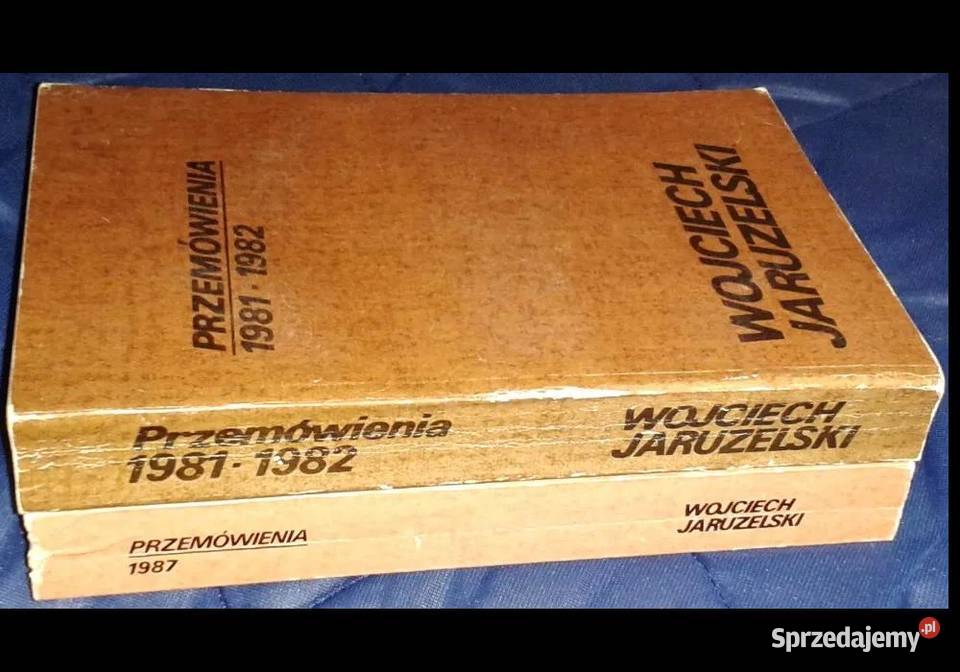 PRZEMÓWIENIA
1981 · 1982
WOJCIECH
JARUZELSKI
Przemówienia
1981 · 1982
WOJCIECH
JARUZELSKI
PRZEMÓWIENIA
1987
WOJCIECH
JARUZELSKI
Sprzedajemy.pl